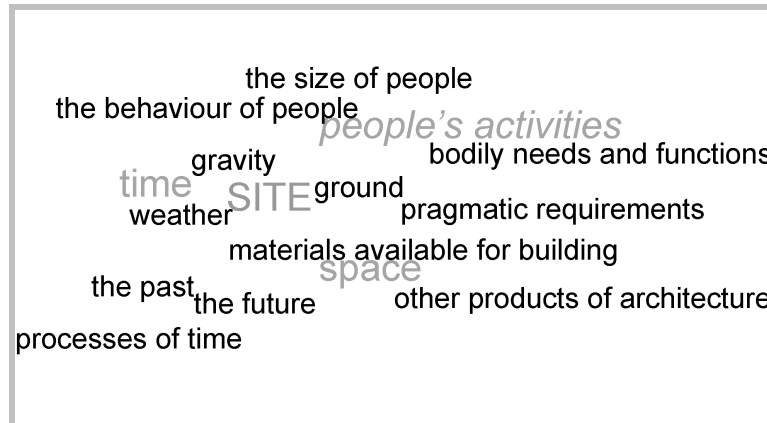 the size of people
the behaviour of people
people’s activities
bodily needs and functions
gravity
time
SITE
ground
weather
pragmatic requirements
materials available for building
space
the past
the future
other products of architecture
processes of time